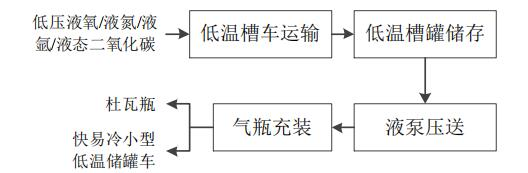 低压液氧/液氮/液
氩/液态二氧化碳
低温槽车运输
低温槽罐储存
液泵压送
气瓶充装
杜瓦瓶
快易冷小型
低温储罐车